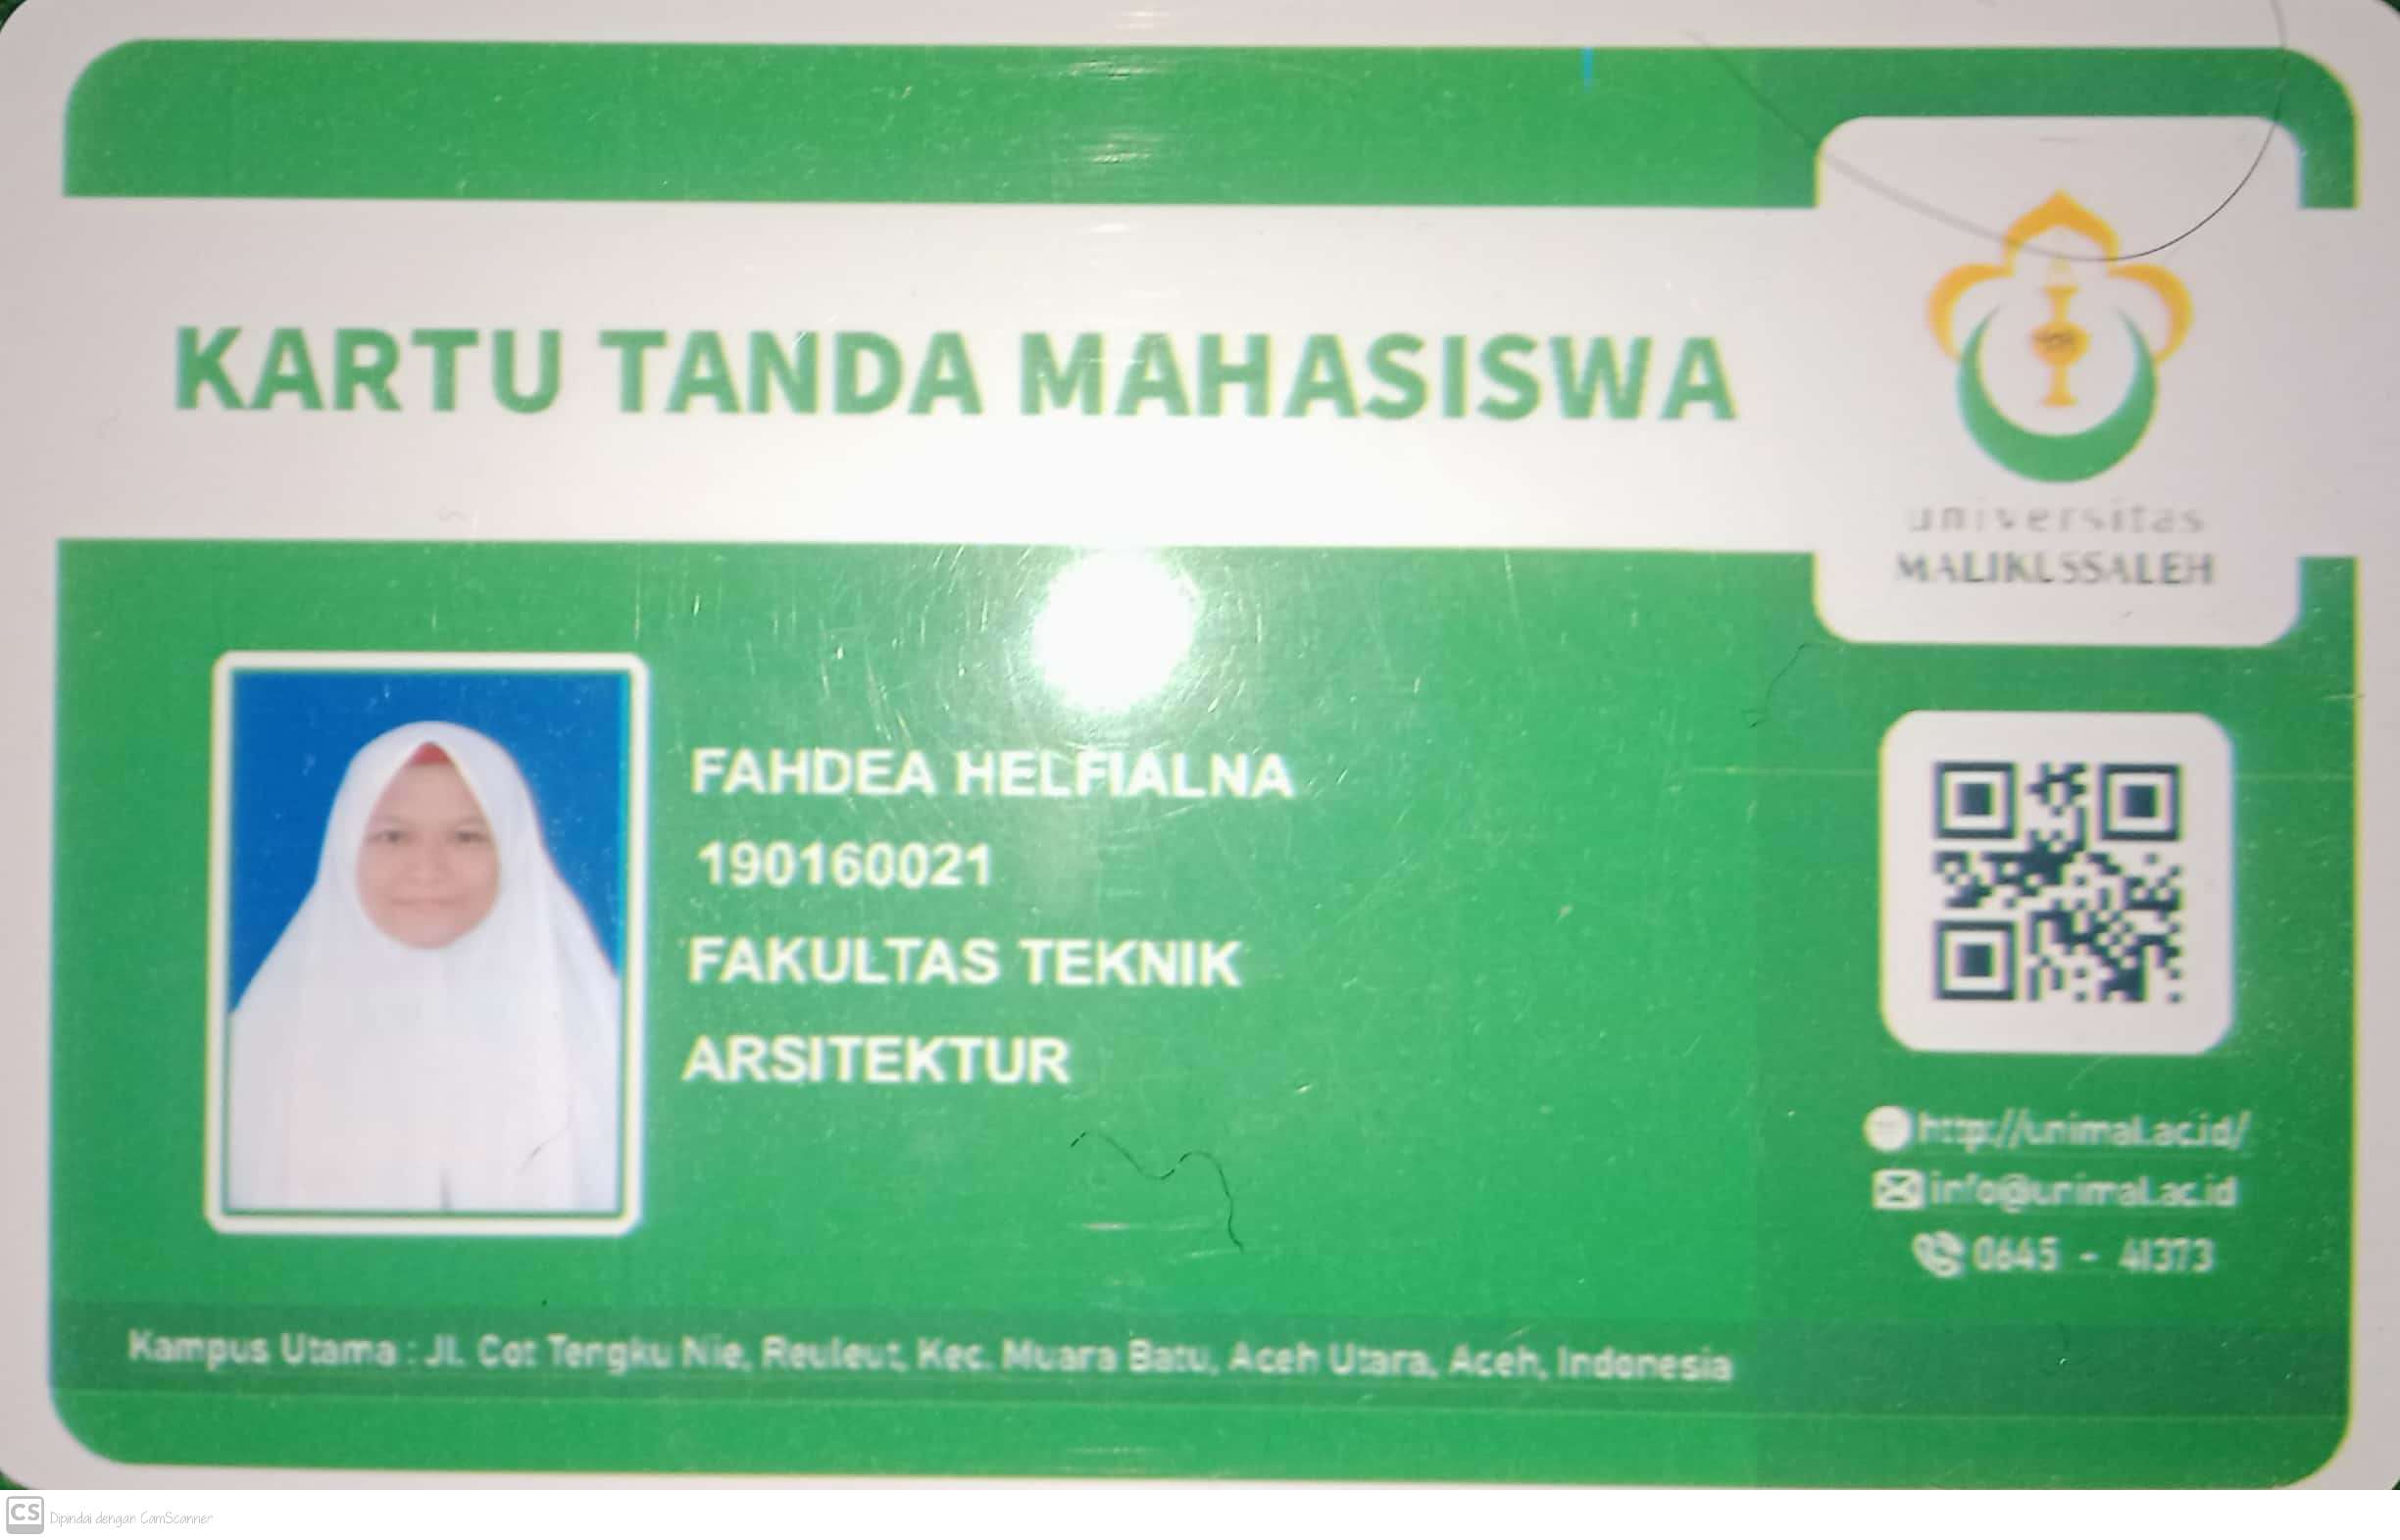 KARTU TANDA MAHASISWA
universitas
MALIKUSSALEH
FAHDEA HELFIALNA
190160021
FAKULTAS TEKNIK
ARSITEKTUR
http://unimal.ac.id/
info@unimal.ac.id
0645 - 41373
Kampus Utama : Jl. Cot Tengku Nie, Reuleut, Kec. Muara Batu, Aceh Utara, Aceh, Indonesia
CS Dipindai dengan CamScanner